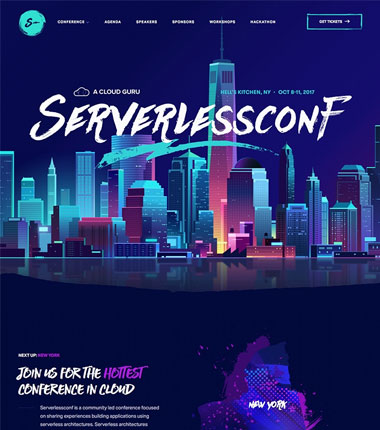 S~
CONFERENCE AGENDA SPEAKERS SPONSORS WORKSHOPS HACKATHON GET TICKETS
A CLOUD GURU HELL'S KITCHEN, NY • OCT 8-11, 2017
SERVERLESSCONF
NEXT UP: NEW YORK
JOIN US FOR THE HOTTEST
CONFERENCE IN CLOUD
NEW YORK
Serverlessconf is a community led conference focused
on sharing experiences building applications using
serverless architectures. Serverless architectures